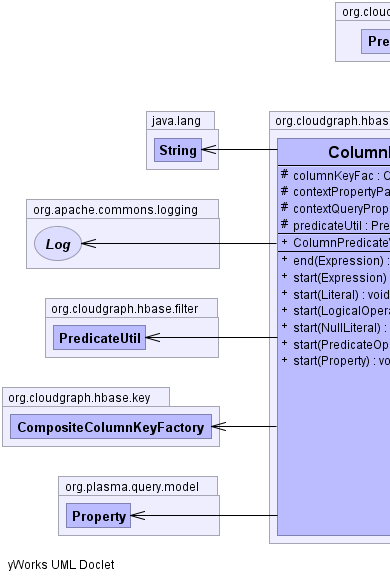 org.cloud
Pre
java.lang
String
org.cloudgraph.hbase
Column
# columnKeyFac : C
# contextPropertyPa
# contextQueryProp
# predicateUtil : Pre
+ ColumnPredicate
+ end(Expression) :
+ start(Expression)
+ start(Literal) : void
+ start(LogicalOpera
+ start(NullLiteral) :
+ start(PredicateOp
+ start(Property) : vo
org.apache.commons.logging
Log
org.cloudgraph.hbase.filter
PredicateUtil
org.cloudgraph.hbase.key
CompositeColumnKeyFactory
org.plasma.query.model
Property
yWorks UML Doclet